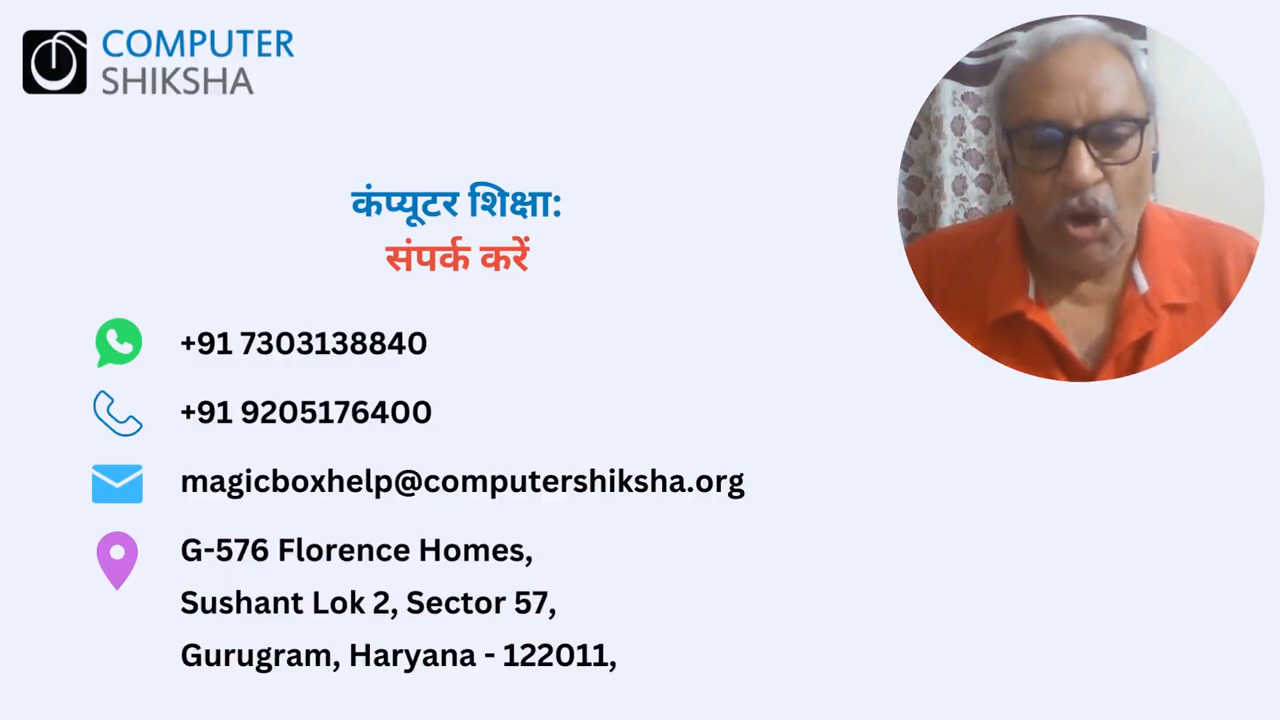 COMPUTER
SHIKSHA
कंप्यूटर शिक्षा:
संपर्क करें
+91 7303138840
+91 9205176400
magicboxhelp@computershiksha.org
G-576 Florence Homes,
Sushant Lok 2, Sector 57,
Gurugram, Haryana - 122011,